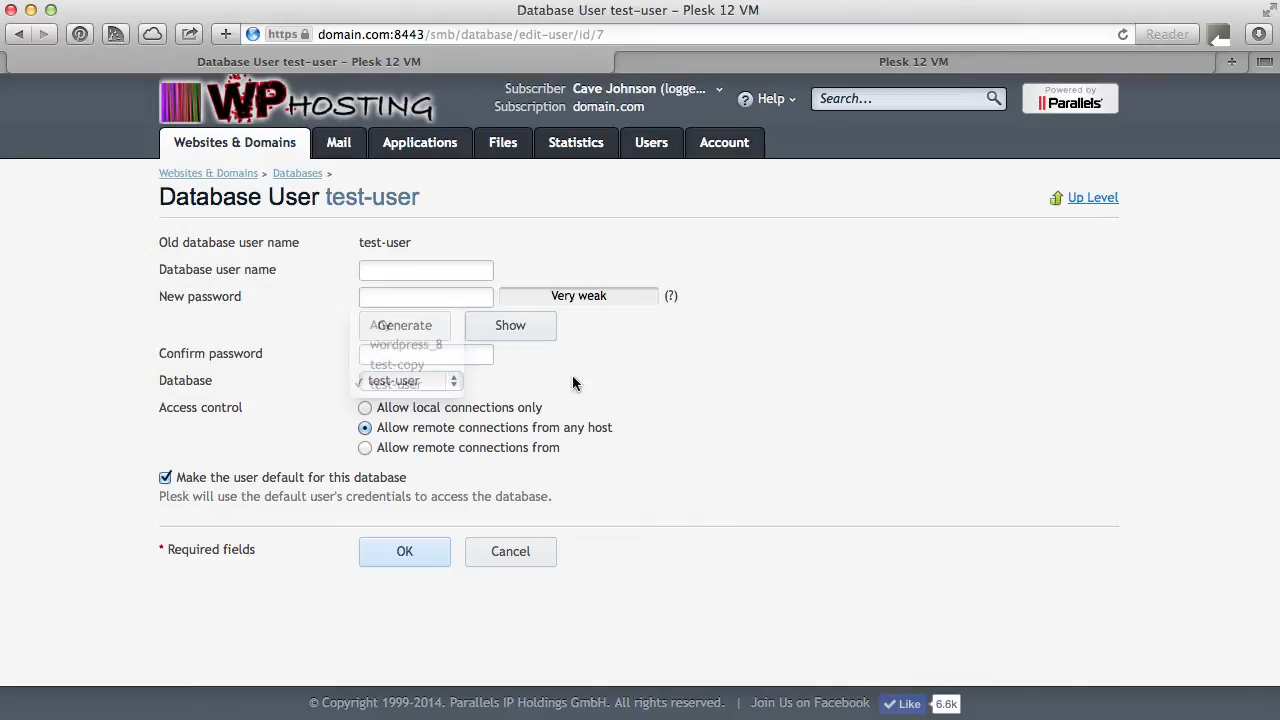 Database User test-user – Plesk 12 VM
https domain.com:8443/smb/database/edit-user/id/7
Reader
Database User test-user – Plesk 12 VM
Plesk 12 VM
WPHOSTING
Subscriber Cave Johnson (logge...
Subscription domain.com
Help
Search...
Powered by
Parallels
Websites & Domains
Mail
Applications
Files
Statistics
Users
Account
Websites & Domains > Databases >
Database User test-user
Up Level
Old database user name test-user
Database user name
New password
Very weak (?)
Any
Generate
Show
wordpress_8
Confirm password
test-copy
Database
test-user
test-user
Access control
Allow local connections only
Allow remote connections from any host
Allow remote connections from
Make the user default for this database
Plesk will use the default user's credentials to access the database.
* Required fields
OK
Cancel
© Copyright 1999-2014. Parallels IP Holdings GmbH. All rights reserved. | Join Us on Facebook
Like
6.6k